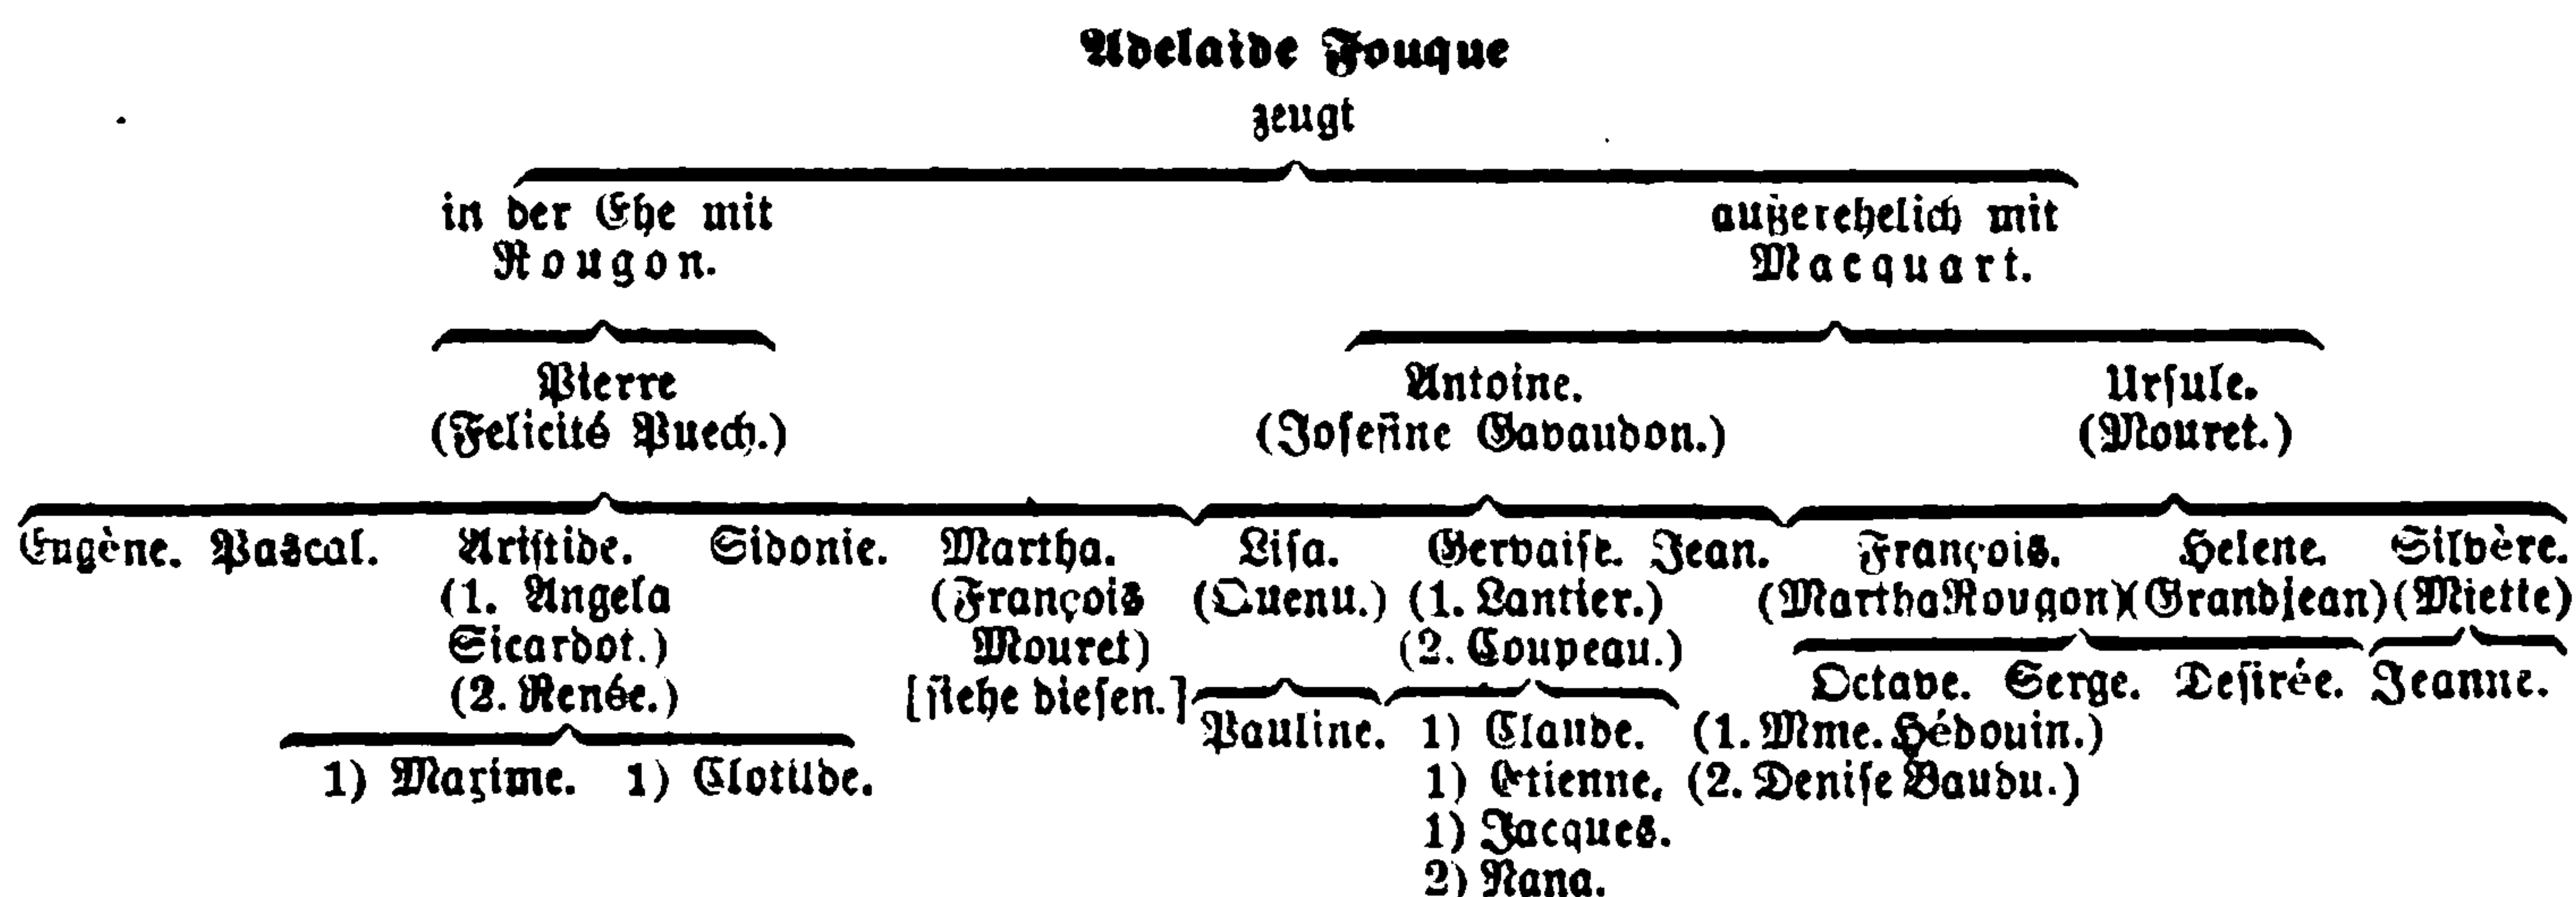 Adelaide Fouque
zeugt
in der Ehe mit
Rougon.
außerehelich mit
Macquart.
Pierre
(Felicité Puech.)
Antoine.
(Josefine Gavaudon.)
Ursule.
(Mouret.)
Eugène. Pascal. Aristide. Sidonie. Martha. Lisa. Gervaise. Jean. François. Helene. Silvère.
(1. Angela (François (Quenu.) (1. Lantier.) (Martha Rougon) (Grandjean) (Miette)
Sicardot.) Mouret) (2. Coupeau.)
(2. Renée.) [siehe diesen.] Octave. Serge. Desirée. Jeanne.
Pauline. 1) Claude. (1. Mme. Hédouin.)
1) Maxime. 1) Clotilde. 1) Etienne. (2. Denise Baudu.)
1) Jacques.
2) Nana.